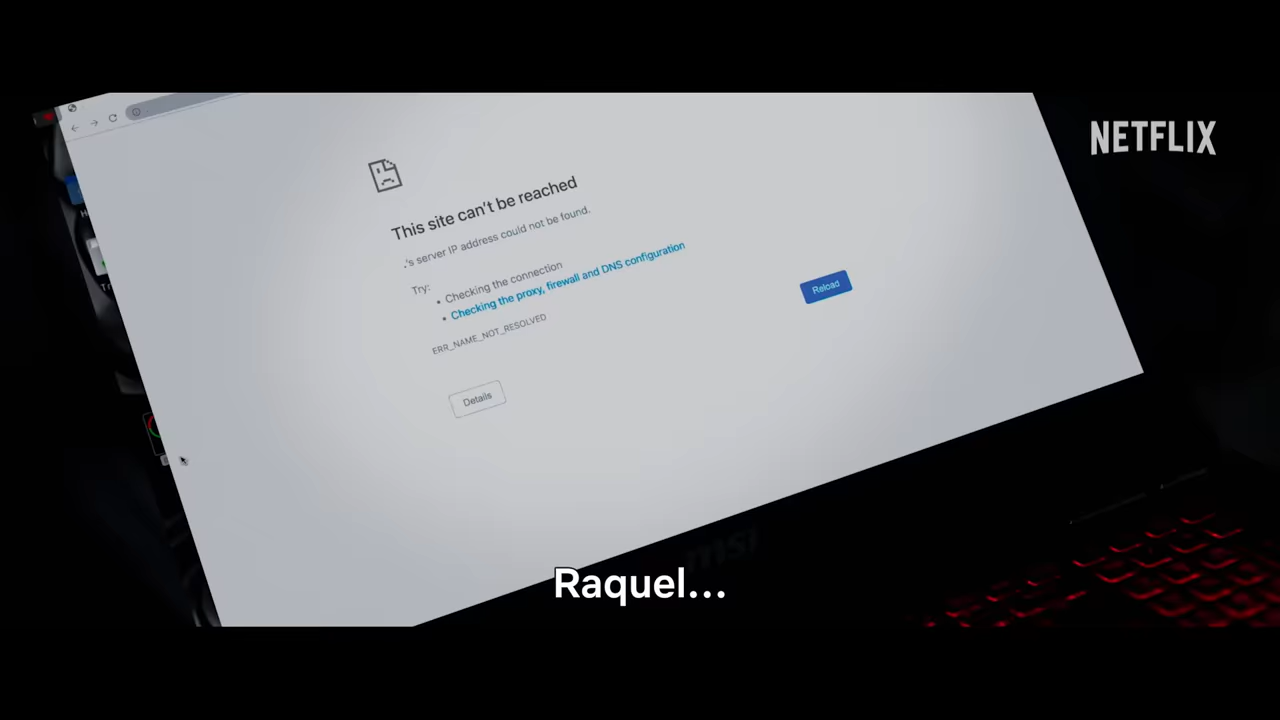 NETFLIX
This site can't be reached
.'s server IP address could not be found.
Try:
• Checking the connection
• Checking the proxy, firewall and DNS configuration
ERR_NAME_NOT_RESOLVED
Reload
Details
msi
Raquel...